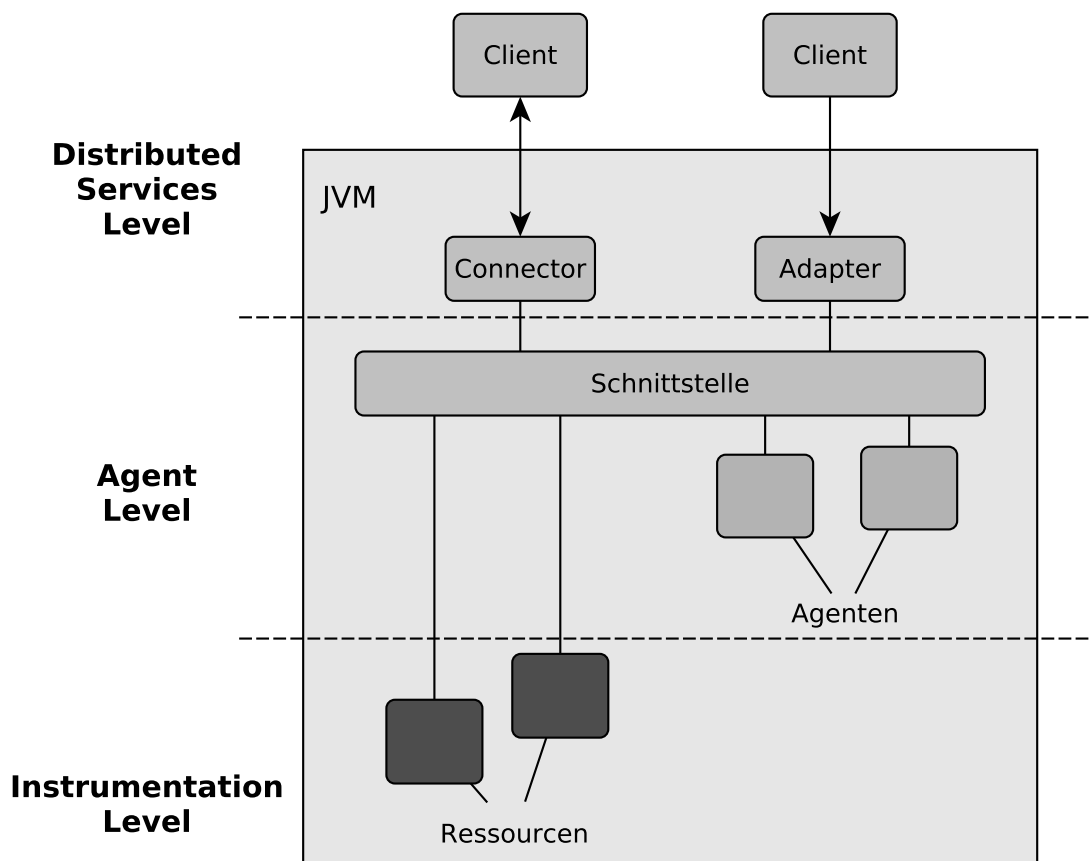 Client
Client
Distributed
Services
Level
JVM
Connector
Adapter
Schnittstelle
Agent
Level
Agenten
Instrumentation
Level
Ressourcen